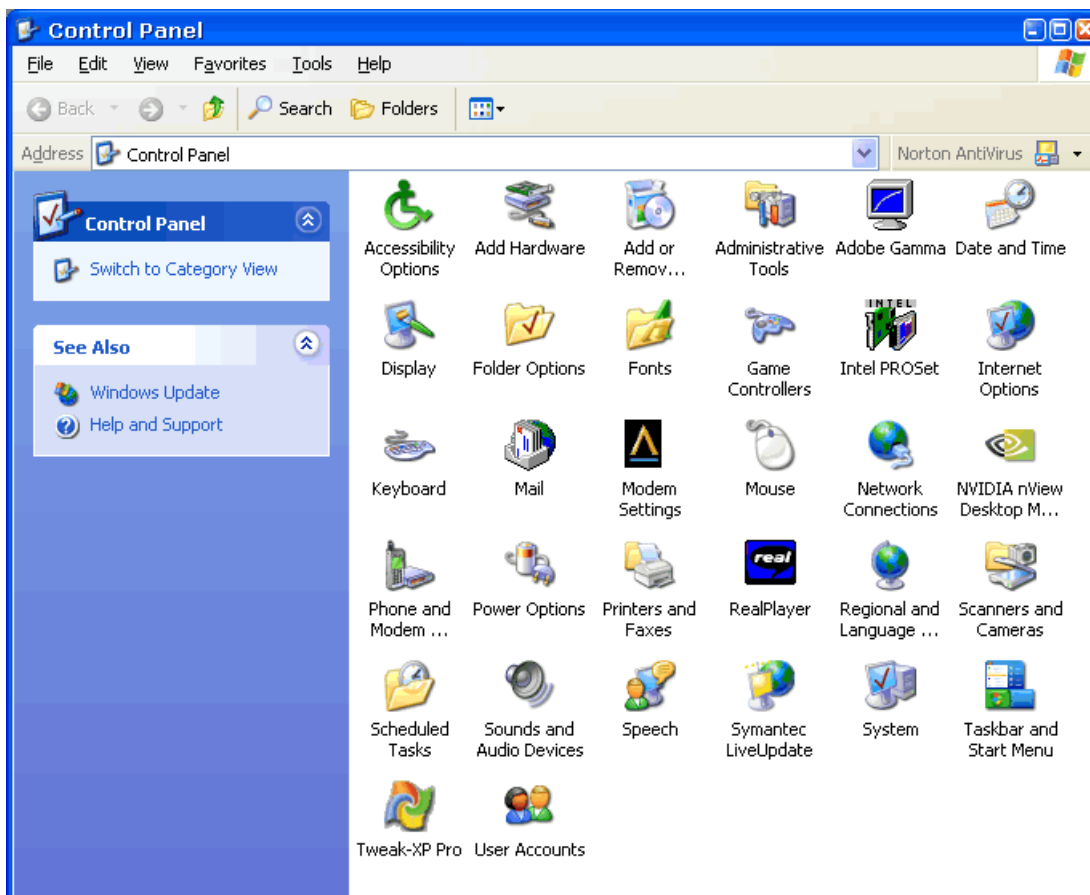 Control Panel
File Edit View Favorites Tools Help
Back Search Folders
Address Control Panel Norton AntiVirus
Control Panel
Switch to Category View
See Also
Windows Update
Help and Support
Accessibility Options
Add Hardware
Add or Remov...
Administrative Tools
Adobe Gamma
Date and Time
Display
Folder Options
Fonts
Game Controllers
INTEL
Intel PROSet
Internet Options
Keyboard
Mail
Modem Settings
Mouse
Network Connections
NVIDIA nView Desktop M...
Phone and Modem ...
Power Options
Printers and Faxes
real
RealPlayer
Regional and Language ...
Scanners and Cameras
Scheduled Tasks
Sounds and Audio Devices
Speech
Symantec LiveUpdate
System
Taskbar and Start Menu
Tweak-XP Pro
User Accounts